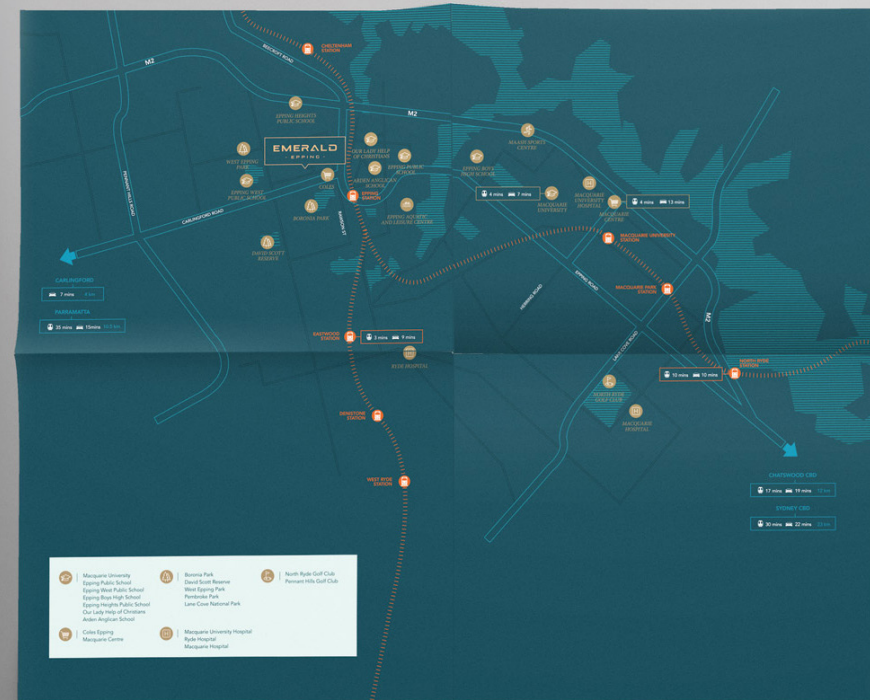 CHELTENHAM
STATION
BEECROFT ROAD
M2
M2
EPPING HEIGHTS
PUBLIC SCHOOL
EMERALD
- EPPING -
WEST EPPING
PARK
OUR LADY HELP
OF CHRISTIANS
EPPING PUBLIC
SCHOOL
ARDEN ANGLICAN
SCHOOL
MAASH SPORTS
CENTRE
EPPING BOYS
HIGH SCHOOL
EPPING WEST
PUBLIC SCHOOL
COLES
EPPING
STATION
PENNANT HILLS ROAD
CARLINGFORD ROAD
BORONIA PARK
RAWSON ST
EPPING AQUATIC
AND LEISURE CENTRE
4 mins 7 mins
MACQUARIE
UNIVERSITY
MACQUARIE
UNIVERSITY
HOSPITAL
4 mins 13 mins
MACQUARIE
CENTRE
DAVID SCOTT
RESERVE
MACQUARIE UNIVERSITY
STATION
CARLINGFORD
7 mins
PARRAMATTA
35 mins 15mins
HERRING ROAD
EPPING ROAD
MACQUARIE PARK
STATION
M2
EASTWOOD
STATION
3 mins 9 mins
RYDE HOSPITAL
LANE COVE ROAD
10 mins 10 mins
NORTH RYDE
STATION
NORTH RYDE
GOLF CLUB
MACQUARIE
HOSPITAL
DENISTONE
STATION
WEST RYDE
STATION
CHATSWOOD CBD
17 mins 19 mins
SYDNEY CBD
30 mins 22 mins
Macquarie University
Epping Public School
Epping West Public School
Epping Boys High School
Epping Heights Public School
Our Lady Help of Christians
Arden Anglican School
Coles Epping
Macquarie Centre
Boronia Park
David Scott Reserve
West Epping Park
Pembroke Park
Lane Cove National Park
Macquarie University Hospital
Ryde Hospital
Macquarie Hospital
North Ryde Golf Club
Pennant Hills Golf Club